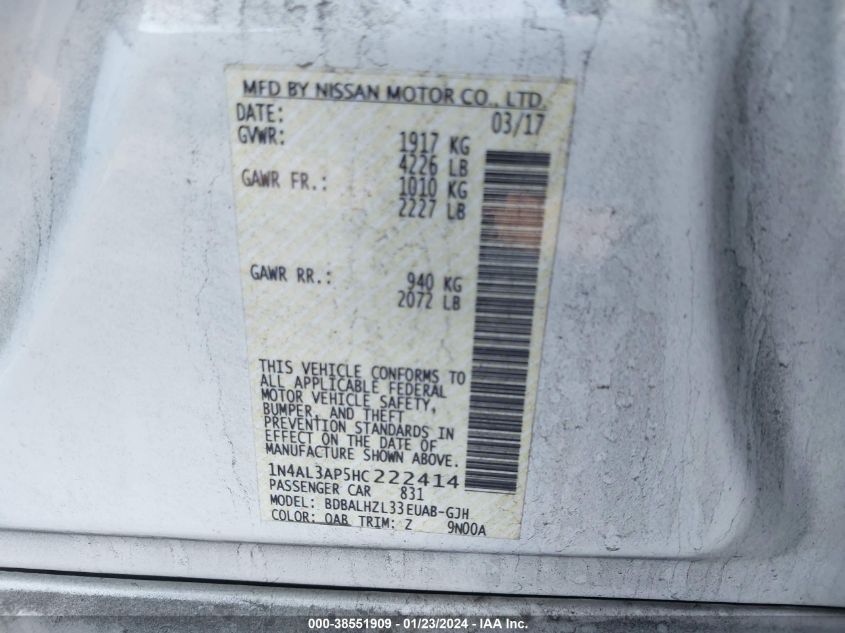 MFD BY NISSAN MOTOR CO., LTD.
DATE: 03/17
GVWR: 1917 KG
4226 LB
GAWR FR.: 1010 KG
2227 LB
GAWR RR.: 940 KG
2072 LB
THIS VEHICLE CONFORMS TO
ALL APPLICABLE FEDERAL
MOTOR VEHICLE SAFETY,
BUMPER, AND THEFT
PREVENTION STANDARDS IN
EFFECT ON THE DATE OF
MANUFACTURE SHOWN ABOVE.
1N4AL3AP5HC222414
PASSENGER CAR 831
MODEL: BDBALHZL33EUAB-GJH
COLOR: QAB TRIM: Z 9N00A
000-38551909 - 01/23/2024 - IAA Inc.